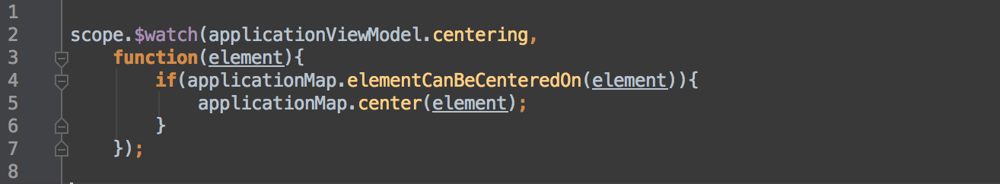 1
2 scope.$watch(applicationViewModel.centering,
3     function(element){
4         if(applicationMap.elementCanBeCenteredOn(element)){
5             applicationMap.center(element);
6         }
7     });
8